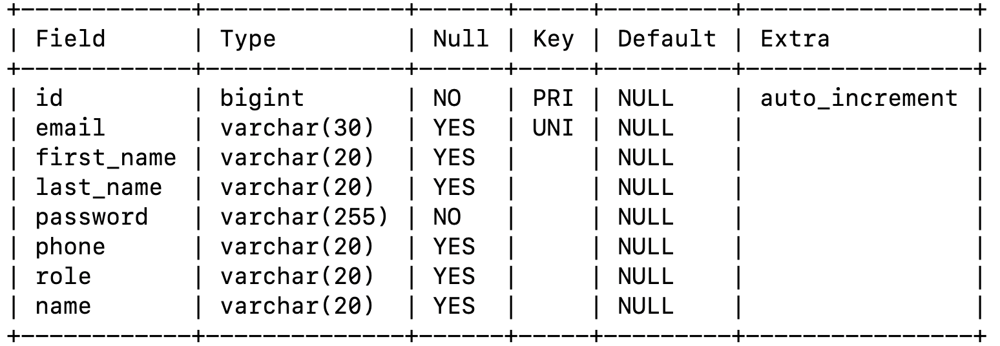 +-------------+--------------+------+-----+---------+----------------+
| Field       | Type         | Null | Key | Default | Extra          |
+-------------+--------------+------+-----+---------+----------------+
| id          | bigint       | NO   | PRI | NULL    | auto_increment |
| email       | varchar(30)  | YES  | UNI | NULL    |                |
| first_name  | varchar(20)  | YES  |     | NULL    |                |
| last_name   | varchar(20)  | YES  |     | NULL    |                |
| password    | varchar(255) | NO   |     | NULL    |                |
| phone       | varchar(20)  | YES  |     | NULL    |                |
| role        | varchar(20)  | YES  |     | NULL    |                |
| name        | varchar(20)  | YES  |     | NULL    |                |
+-------------+--------------+------+-----+---------+----------------+